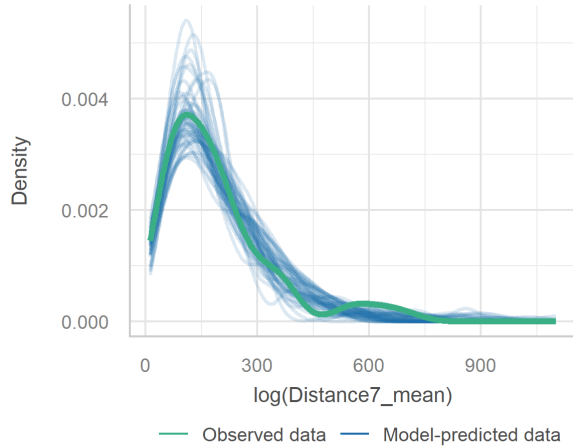 Density
0.004
0.002
0.000
0 300 600 900
log(Distance7_mean)
Observed data Model-predicted data